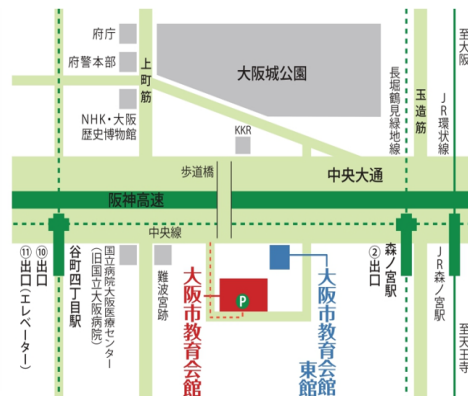 府庁
府警本部
上町筋
大阪城公園
長堀鶴見緑地線
玉造筋
JR環状線
至大阪
NHK・大阪
歴史博物館
KKR
歩道橋
中央大通
阪神高速
中央線
⑪出口(エレベーター)
⑩出口
谷町四丁目駅
国立病院大阪医療センター
(旧国立大阪病院)
難波宮跡
大阪市教育会館
P
大阪市教育会館
東館
②出口
森ノ宮駅
JR森ノ宮駅
至天王寺